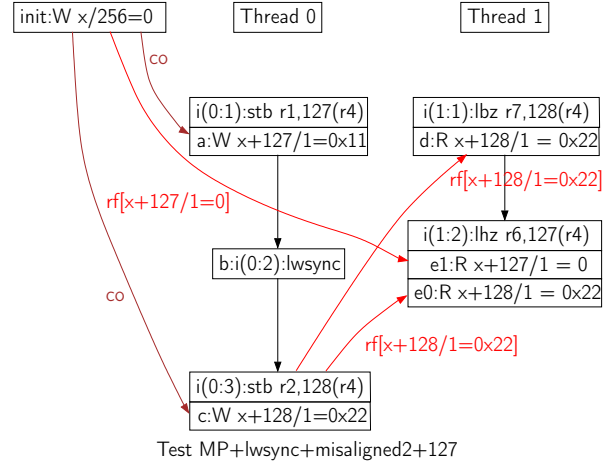 init:W x/256=0
Thread 0
Thread 1
co
i(0:1):stb r1,127(r4)
a:W x+127/1=0x11
i(1:1):lbz r7,128(r4)
d:R x+128/1 = 0x22
rf[x+128/1=0x22]
rf[x+127/1=0]
i(1:2):lhz r6,127(r4)
e1:R x+127/1 = 0
e0:R x+128/1 = 0x22
b:i(0:2):lwsync
co
rf[x+128/1=0x22]
i(0:3):stb r2,128(r4)
c:W x+128/1=0x22
Test MP+lwsync+misaligned2+127